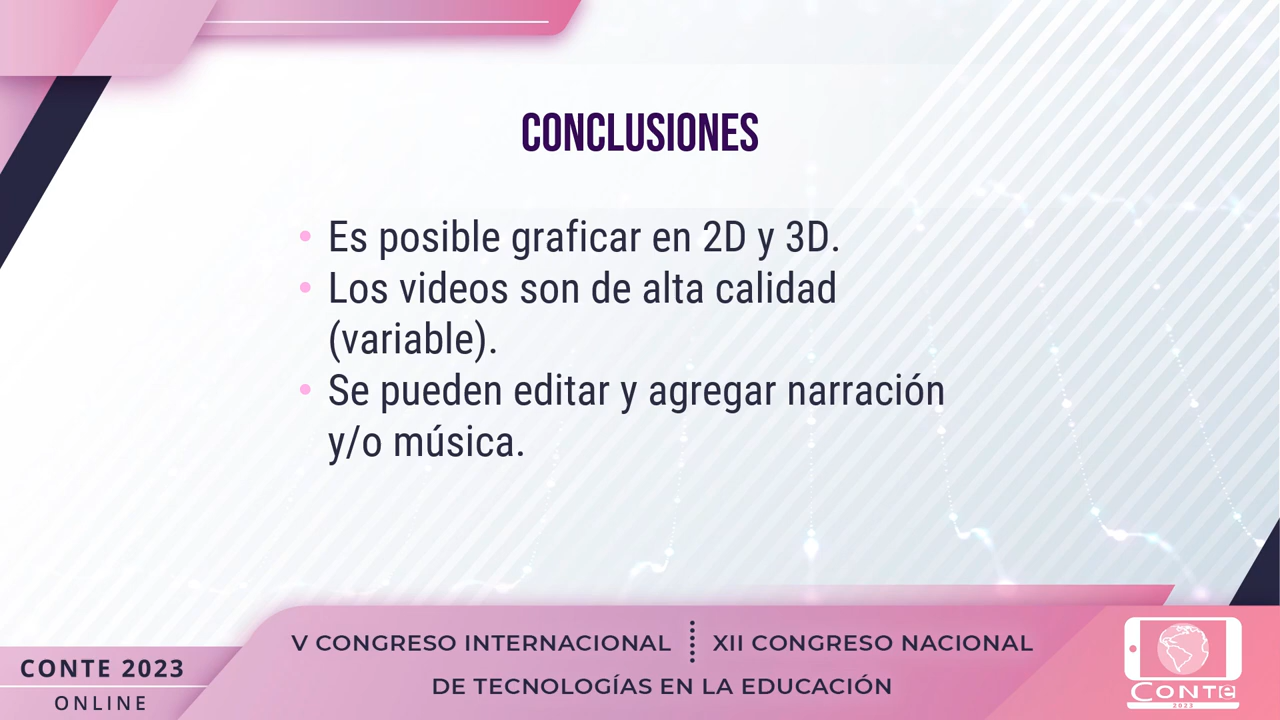 CONCLUSIONES
• Es posible graficar en 2D y 3D.
• Los videos son de alta calidad
(variable).
• Se pueden editar y agregar narración
y/o música.
V CONGRESO INTERNACIONAL XII CONGRESO NACIONAL
DE TECNOLOGÍAS EN LA EDUCACIÓN
CONTE 2023
ONLINE
CONTE
2023